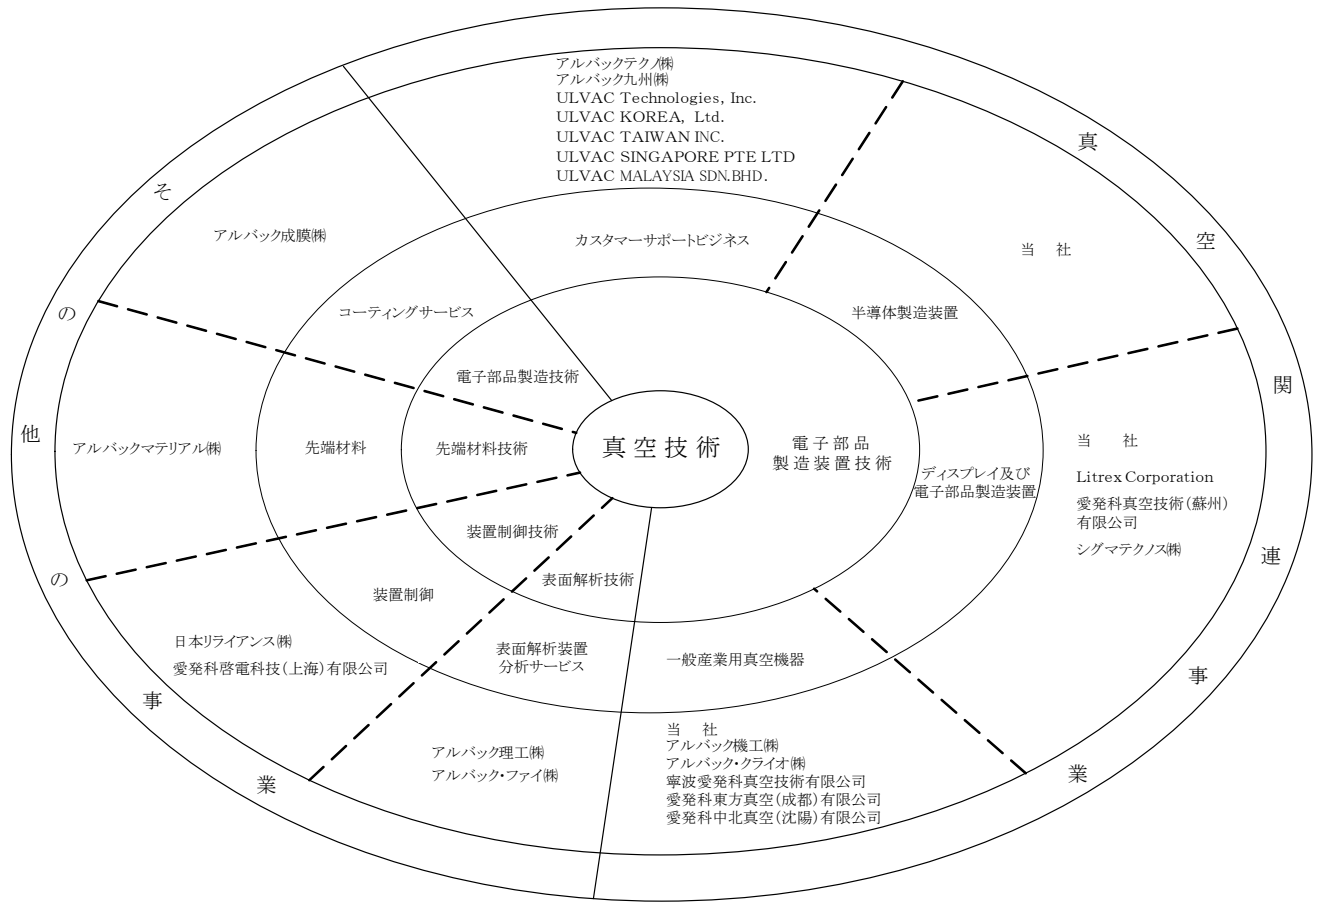 アルバックテクノ㈱
アルバック九州㈱
ULVAC Technologies, Inc.
ULVAC KOREA, Ltd.
ULVAC TAIWAN INC.
ULVAC SINGAPORE PTE LTD
ULVAC MALAYSIA SDN.BHD.
カスタマーサポートビジネス
真空関連事業
当 社
半導体製造装置
当 社
Litrex Corporation
愛発科真空技術(蘇州)
有限公司
シグマテクノス㈱
ディスプレイ及び
電子部品製造装置
電子部品
製造装置技術
真空技術
一般産業用真空機器
当 社
アルバック機工㈱
アルバック・クライオ㈱
寧波愛発科真空技術有限公司
愛発科東方真空(成都)有限公司
愛発科中北真空(瀋陽)有限公司
その他の事業
アルバック成膜㈱
コーティングサービス
電子部品製造技術
アルバックマテリアル㈱
先端材料
先端材料技術
装置制御技術
装置制御
日本リライアンス㈱
愛発科啓電科技(上海)有限公司
表面解析技術
表面解析装置
分析サービス
アルバック理工㈱
アルバック・ファイ㈱